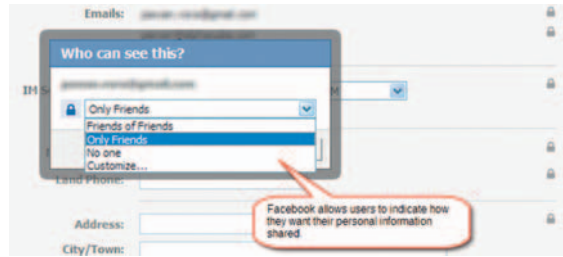 Emails:
Who can see this?
IM S
M
Only Friends
Friends of Friends
Only Friends
No one
Customize...
Land Phone:
Facebook allows users to indicate how
they want their personal information
shared.
Address:
City/Town: